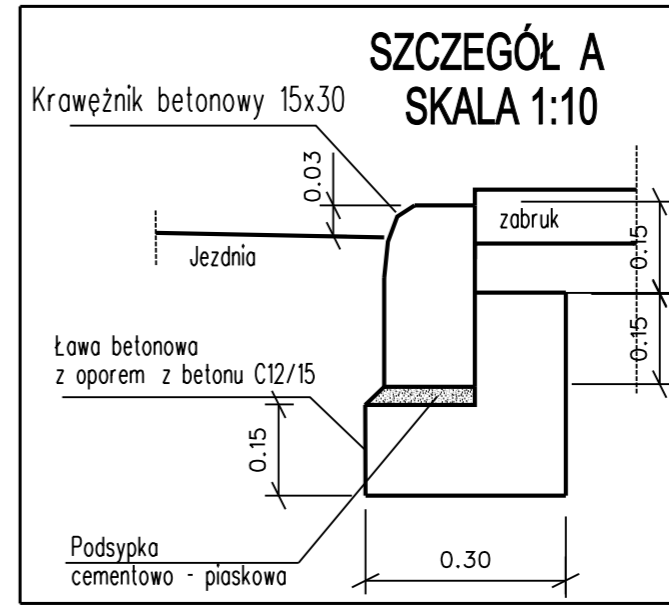 SZCZEGÓŁ A
SKALA 1:10
Krawężnik betonowy 15x30
0.03
zabruk
Jezdnia
0.15
0.15
Ława betonowa
z oporem z betonu C12/15
0.15
Podsypka
cementowo - piaskowa
0.30